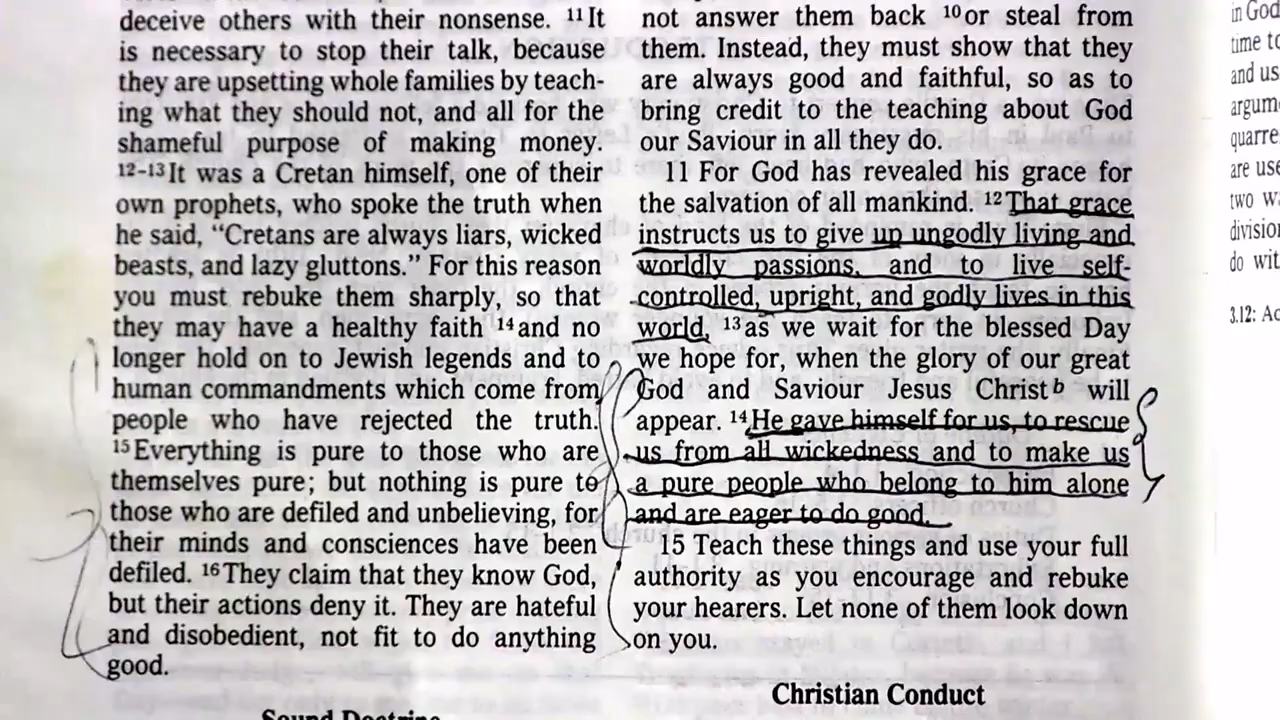 deceive others with their nonsense. 11 It
is necessary to stop their talk, because
they are upsetting whole families by teach-
ing what they should not, and all for the
shameful purpose of making money.
12-13 It was a Cretan himself, one of their
own prophets, who spoke the truth when
he said, “Cretans are always liars, wicked
beasts, and lazy gluttons.” For this reason
you must rebuke them sharply, so that
they may have a healthy faith 14 and no
longer hold on to Jewish legends and to
human commandments which come from
people who have rejected the truth.
15 Everything is pure to those who are
themselves pure; but nothing is pure to
those who are defiled and unbelieving, for
their minds and consciences have been
defiled. 16 They claim that they know God,
but their actions deny it. They are hateful
and disobedient, not fit to do anything
good.
Sound Doctrine
not answer them back 10 or steal from
them. Instead, they must show that they
are always good and faithful, so as to
bring credit to the teaching about God
our Saviour in all they do.
11 For God has revealed his grace for
the salvation of all mankind. 12 That grace
instructs us to give up ungodly living and
worldly passions, and to live self-
controlled, upright, and godly lives in this
world, 13 as we wait for the blessed Day
we hope for, when the glory of our great
God and Saviour Jesus Christ b will
appear. 14 He gave himself for us, to rescue
us from all wickedness and to make us
a pure people who belong to him alone
and are eager to do good.
15 Teach these things and use your full
authority as you encourage and rebuke
your hearers. Let none of them look down
on you.
Christian Conduct
in God
time to
and us
argum
quarre
are use
two w
division
do wit
3.12: Ac